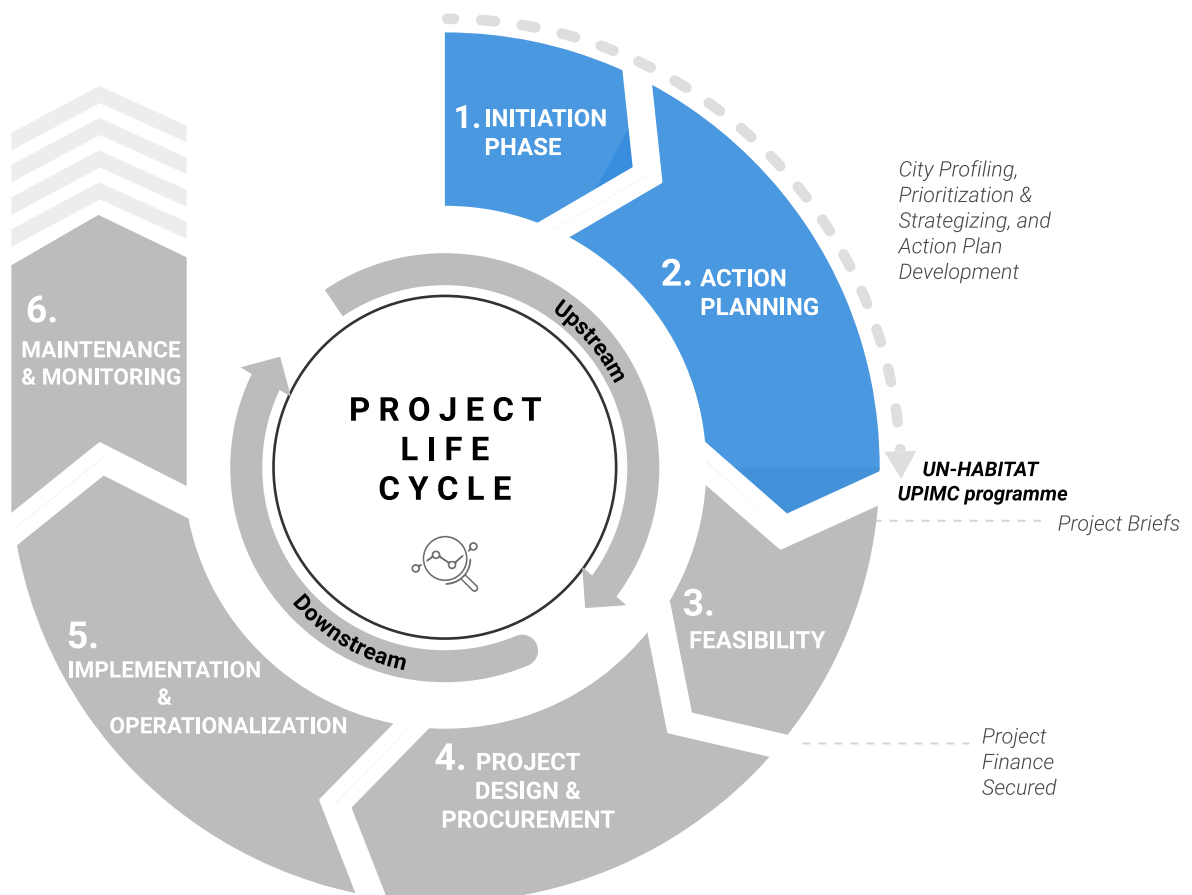 1. INITIATION
PHASE
City Profiling,
Prioritization &
Strategizing, and
Action Plan
Development
2. ACTION
PLANNING
UN-HABITAT
UPIMC programme
Project Briefs
3.
FEASIBILITY
Project
Finance
Secured
4. PROJECT
DESIGN &
PROCUREMENT
5.
IMPLEMENTATION
&
OPERATIONALIZATION
6.
MAINTENANCE
& MONITORING
Upstream
PROJECT
LIFE
CYCLE
Downstream